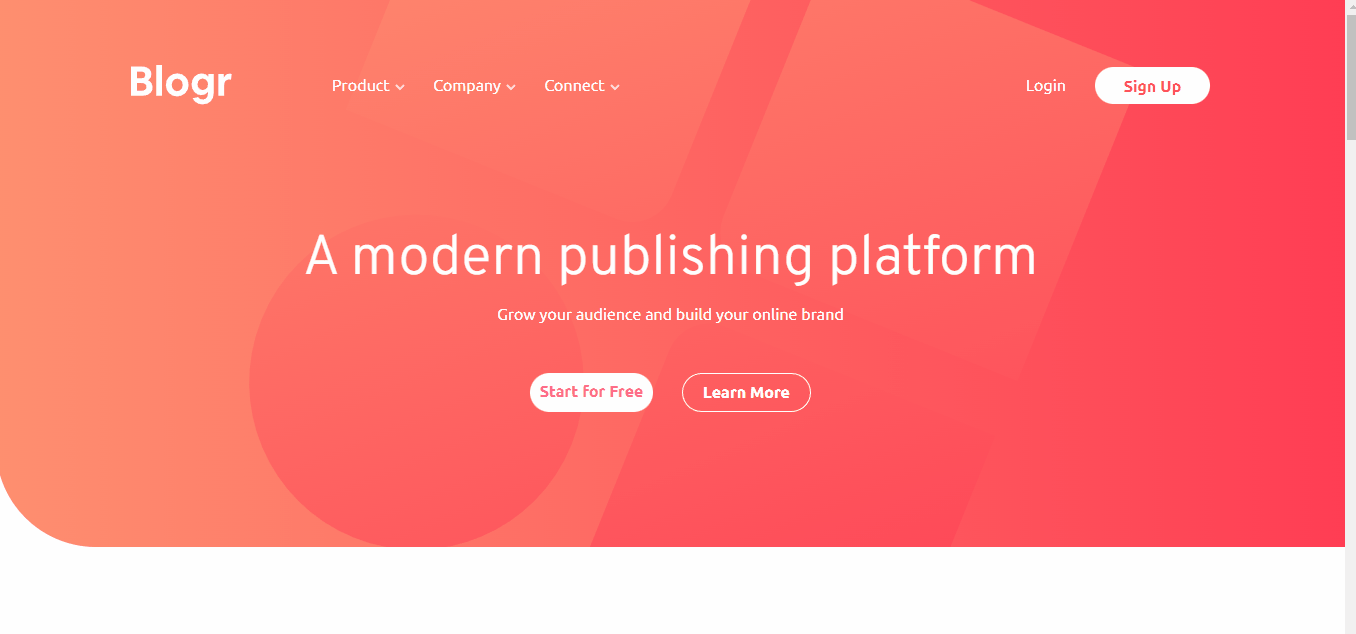 Blogr Product Company Connect Login Sign Up
A modern publishing platform
Grow your audience and build your online brand
Start for Free Learn More